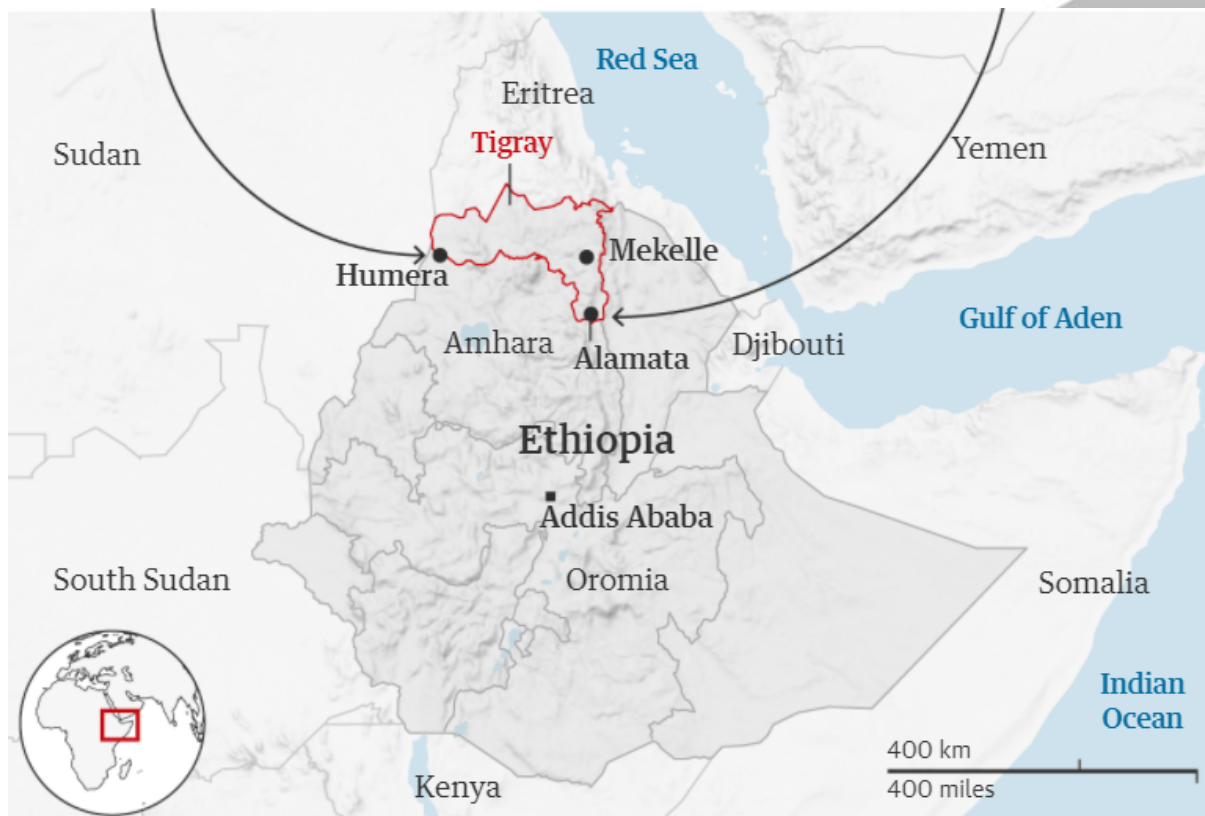 Red Sea
Eritrea
Tigray
Sudan
Yemen
Mekelle
Humera
Gulf of Aden
Amhara
Djibouti
Alamata
Ethiopia
Addis Ababa
South Sudan
Oromia
Somalia
Indian
Ocean
400 km
Kenya
400 miles